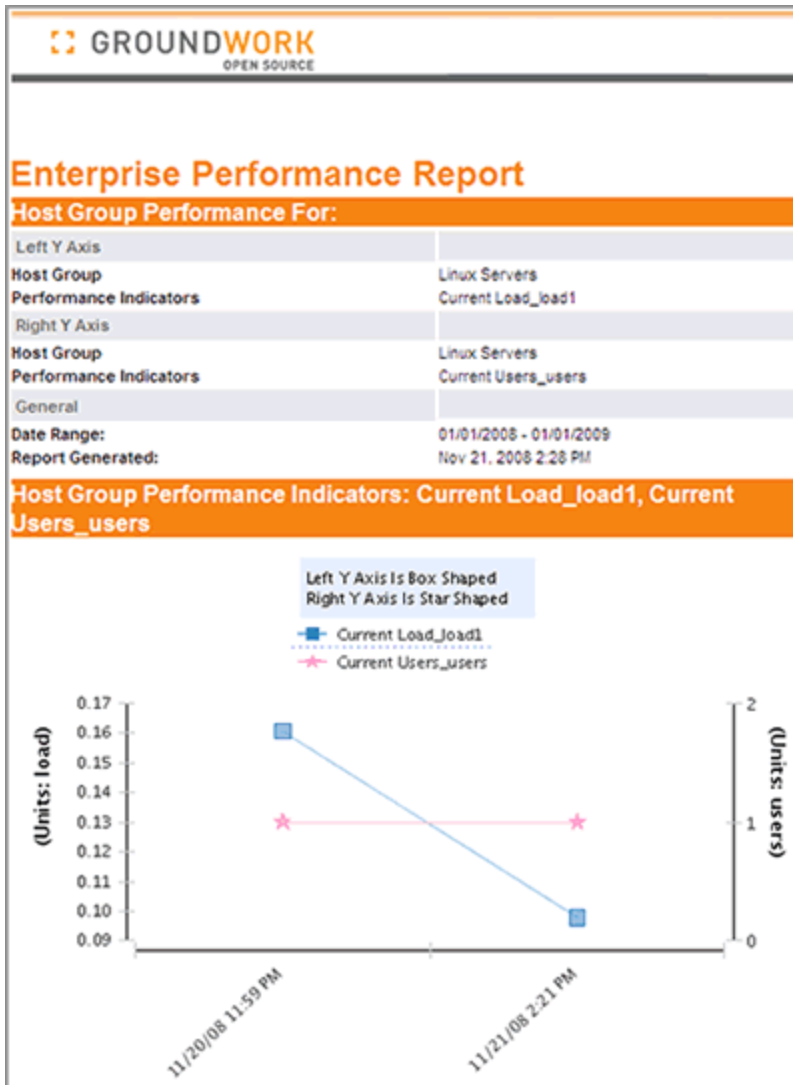 GROUNDWORK
OPEN SOURCE
Enterprise Performance Report
Host Group Performance For:
Left Y Axis
Host Group Linux Servers
Performance Indicators Current Load_load1
Right Y Axis
Host Group Linux Servers
Performance Indicators Current Users_users
General
Date Range: 01/01/2008 - 01/01/2009
Report Generated: Nov 21, 2008 2:28 PM
Host Group Performance Indicators: Current Load_load1, Current
Users_users
Left Y Axis Is Box Shaped
Right Y Axis Is Star Shaped
Current Load_load1
Current Users_users
(Units: load)
0.17
0.16
0.15
0.14
0.13
0.12
0.11
0.10
0.09
2
1
0
(Units: users)
11/20/08 11:59 PM
11/21/08 2:21 PM